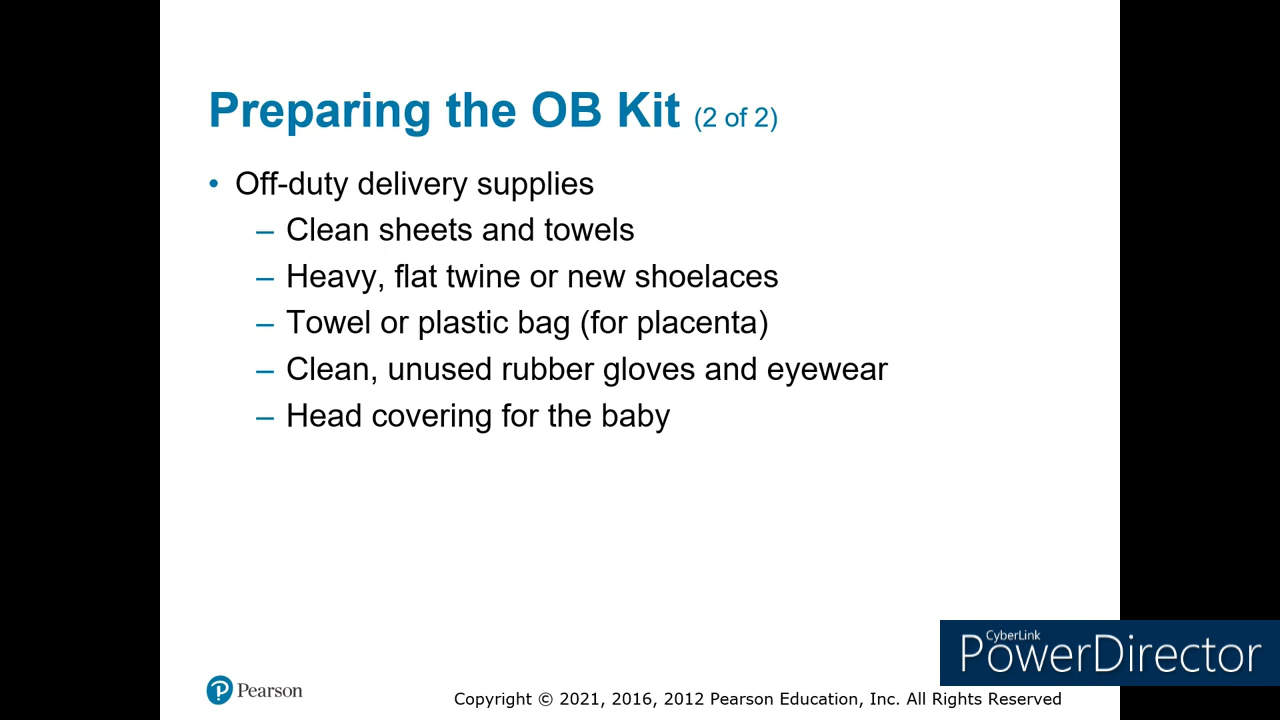 Preparing the OB Kit (2 of 2)
• Off-duty delivery supplies
– Clean sheets and towels
– Heavy, flat twine or new shoelaces
– Towel or plastic bag (for placenta)
– Clean, unused rubber gloves and eyewear
– Head covering for the baby
CyberLink
PowerDirector
P Pearson
Copyright © 2021, 2016, 2012 Pearson Education, Inc. All Rights Reserved